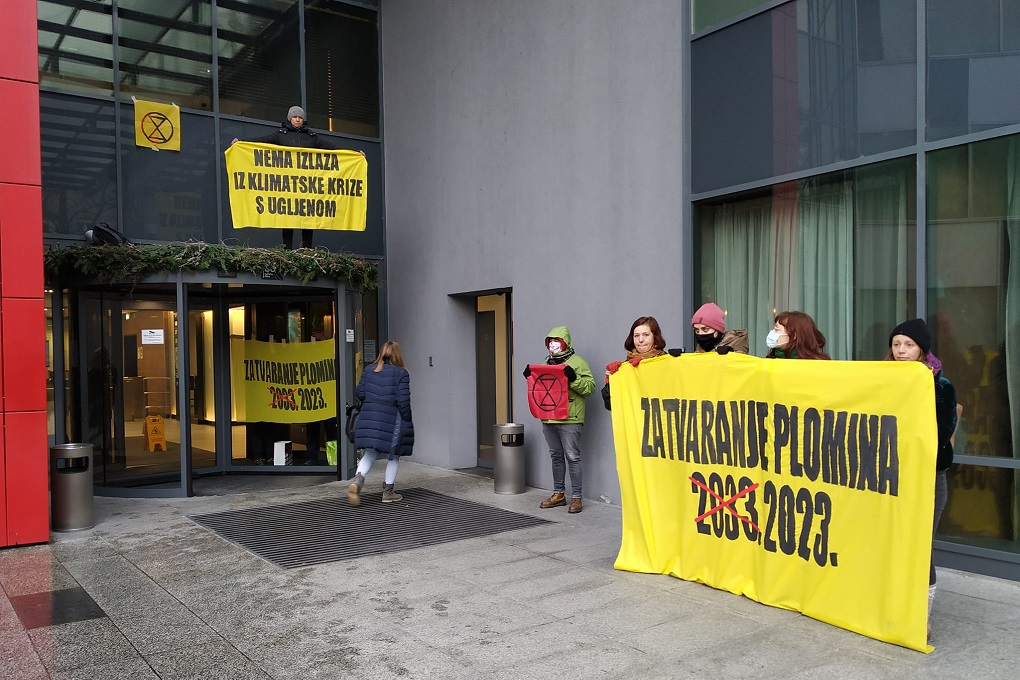 NEMA IZLAZA
IZ KLIMATSKE KRIZE
S UGLJENOM
ZATVARANJE PLOMINA
2033. 2023.
ZATVARANJE PLOMINA
2033. 2023.